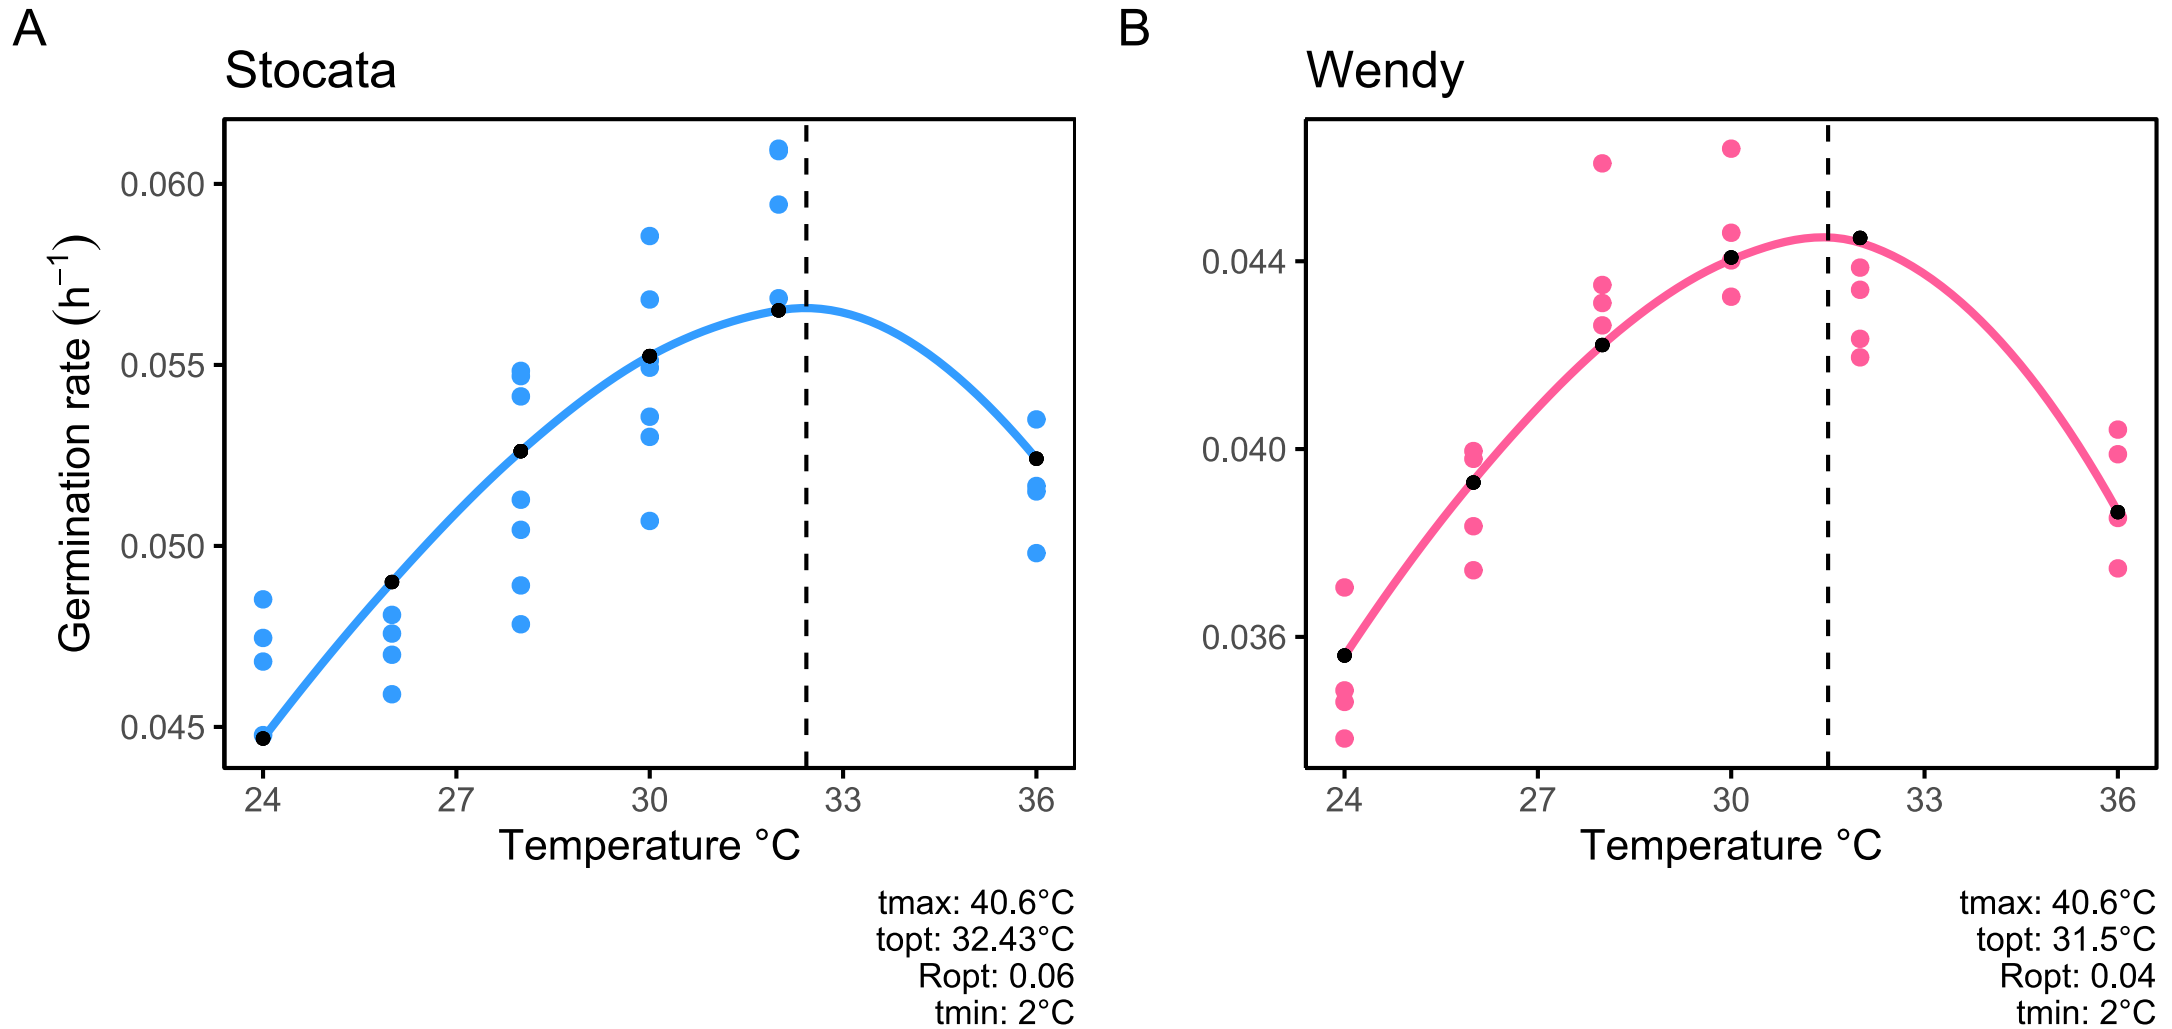 A
Stocata
0.060
0.055
0.050
0.045
Germination rate (h⁻¹)
24 27 30 33 36
Temperature °C
tmax: 40.6°C
topt: 32.43°C
Ropt: 0.06
tmin: 2°C
B
Wendy
0.044
0.040
0.036
24 27 30 33 36
Temperature °C
tmax: 40.6°C
topt: 31.5°C
Ropt: 0.04
tmin: 2°C